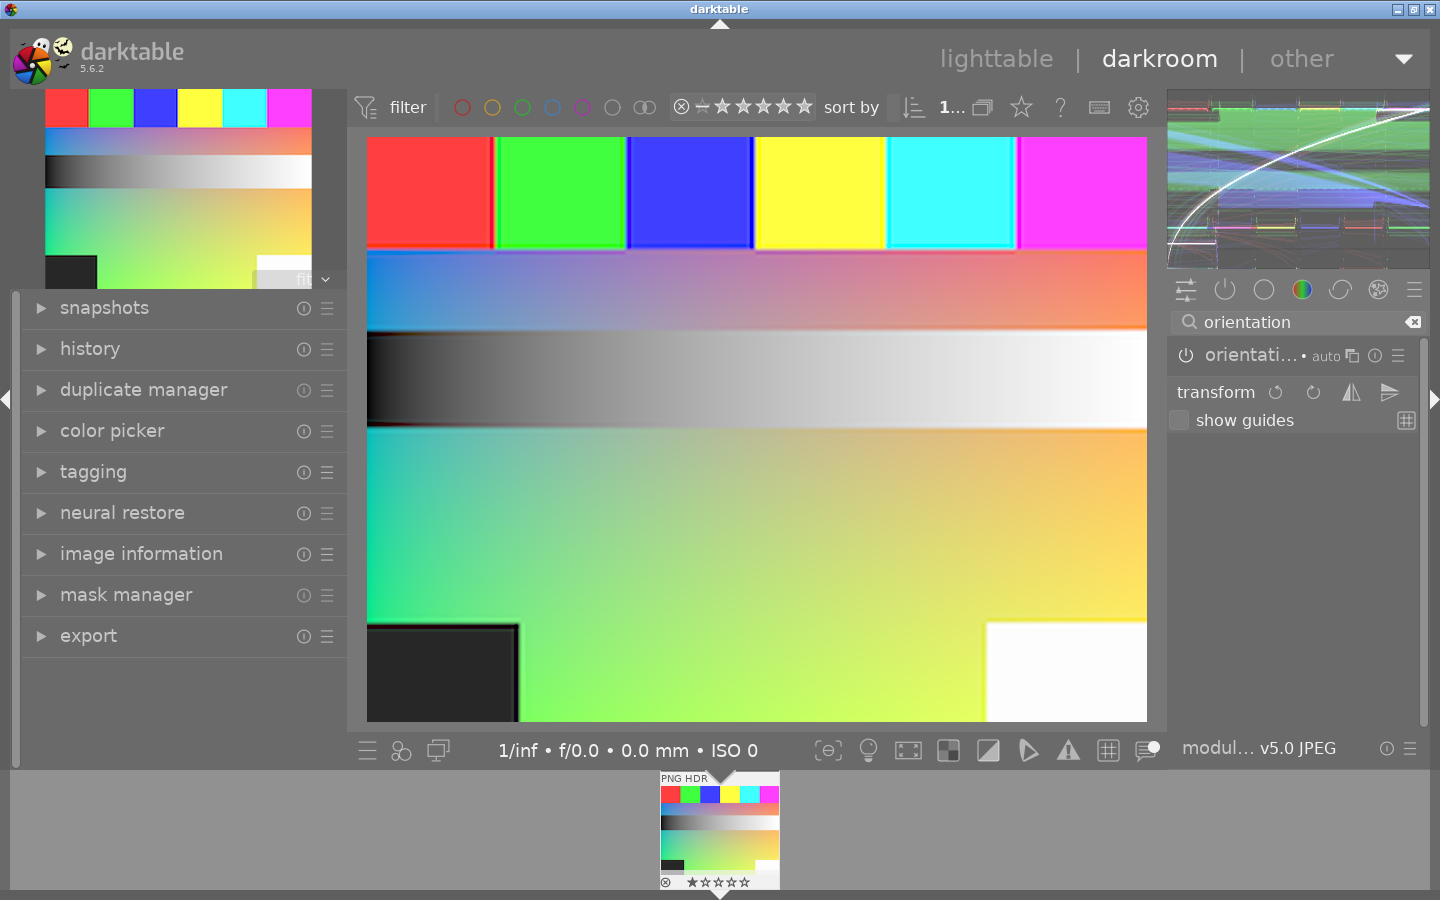 darktable
darktable
5.6.2
lighttable | darkroom | other
filter
sort by
1...
fit
snapshots
history
duplicate manager
color picker
tagging
neural restore
image information
mask manager
export
orientation
orientati... • auto
transform
show guides
1/inf • f/0.0 • 0.0 mm • ISO 0
modul... v5.0 JPEG
PNG HDR